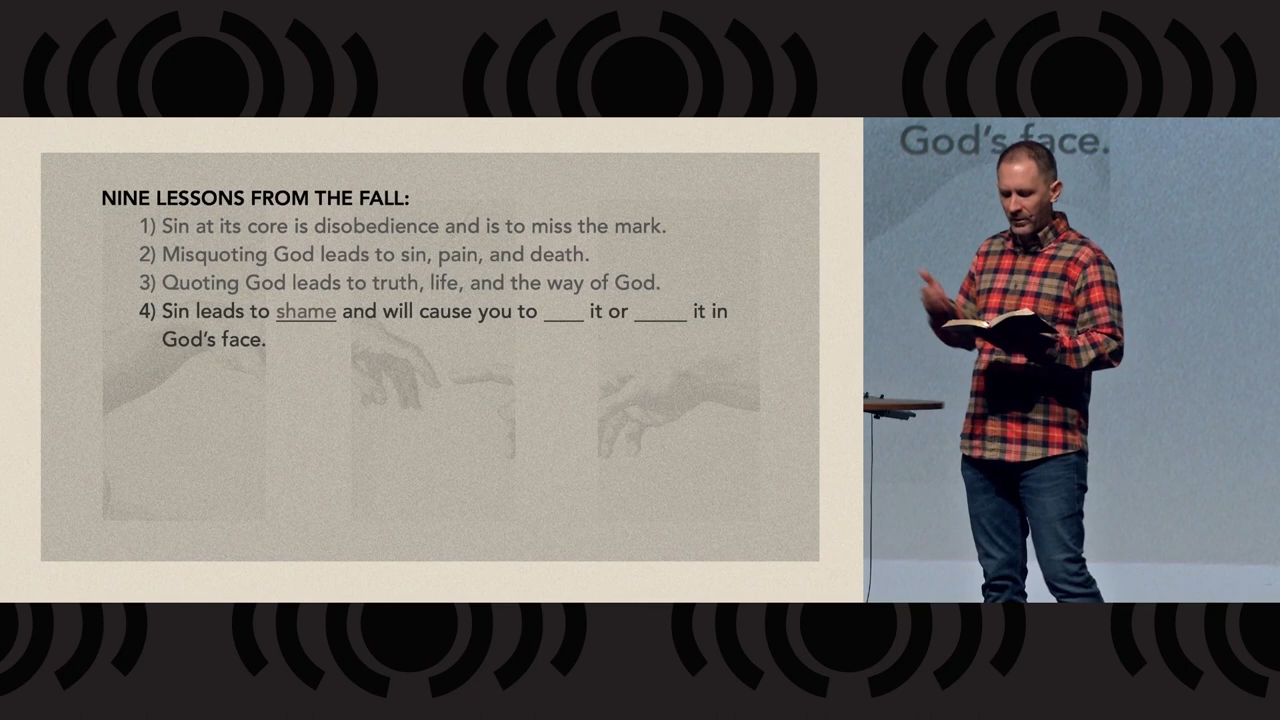 NINE LESSONS FROM THE FALL:
1) Sin at its core is disobedience and is to miss the mark.
2) Misquoting God leads to sin, pain, and death.
3) Quoting God leads to truth, life, and the way of God.
4) Sin leads to shame and will cause you to ____ it or _____ it in
God's face.
God's face.